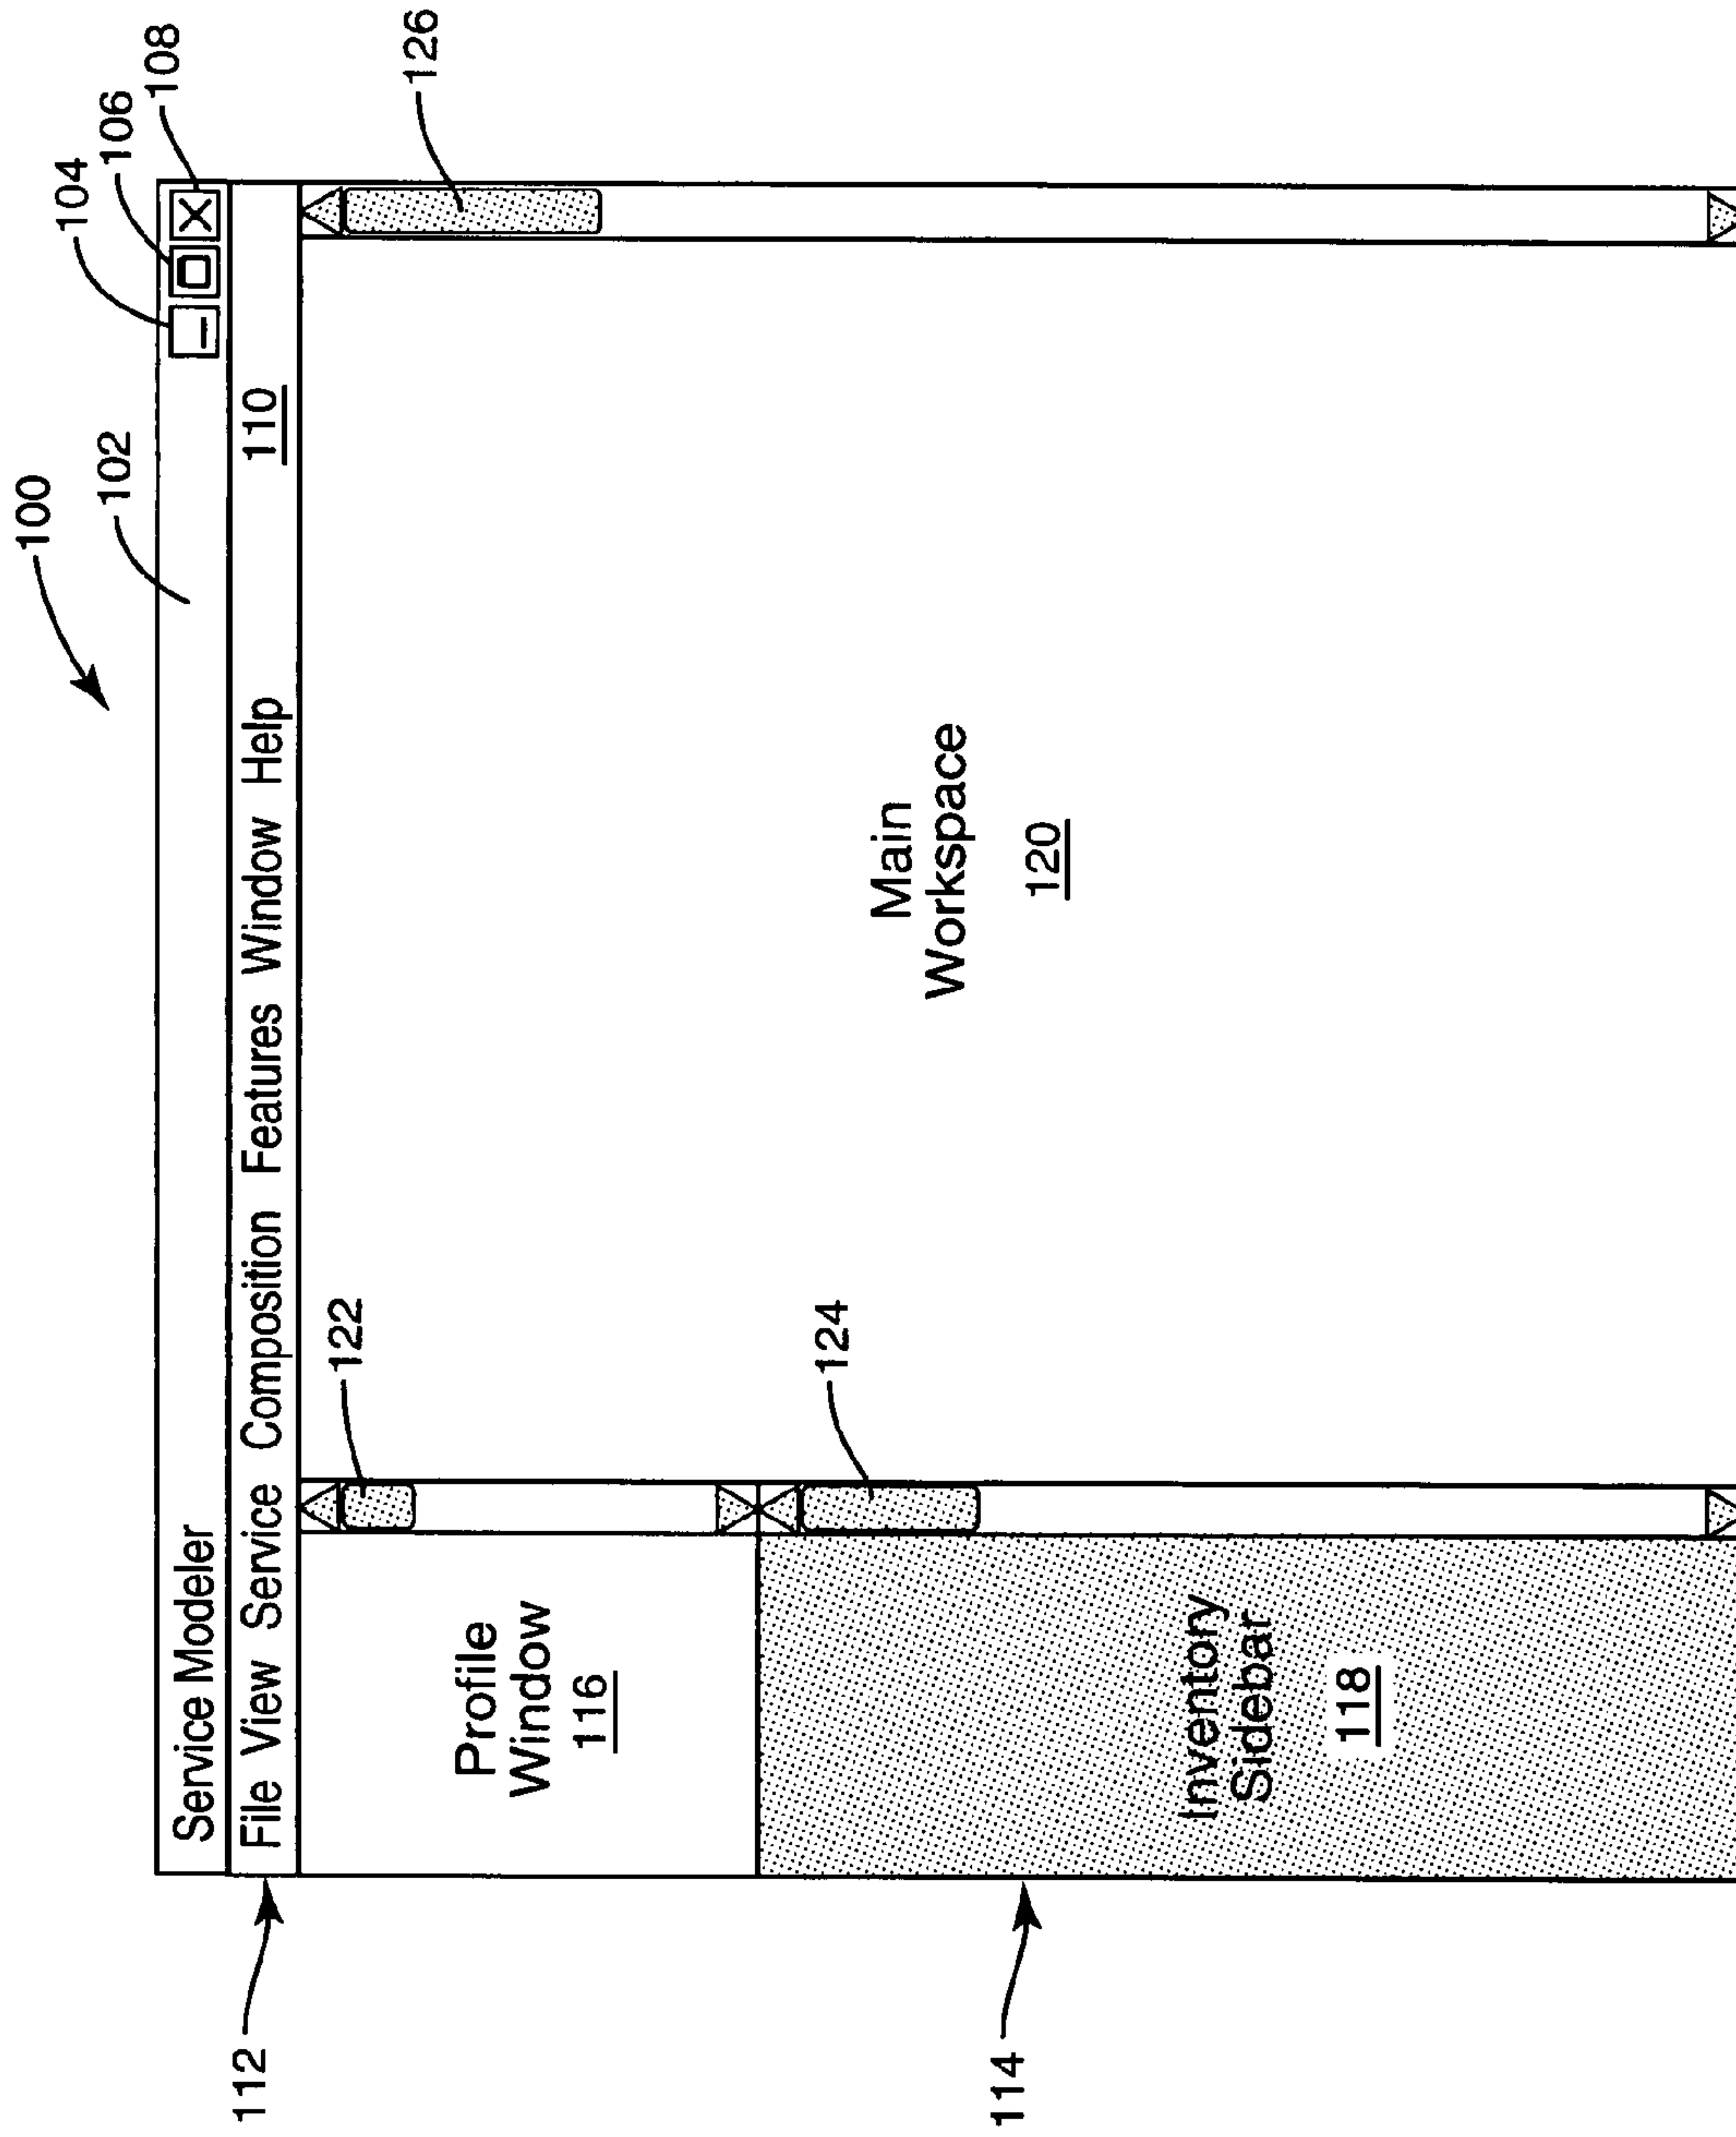 100
102
104
106
108
Service Modeler
112
File View Service Composition Features Window Help 110
122
126
Profile
Window
116
124
Main
Workspace
120
114
Inventory
Sidebar
118